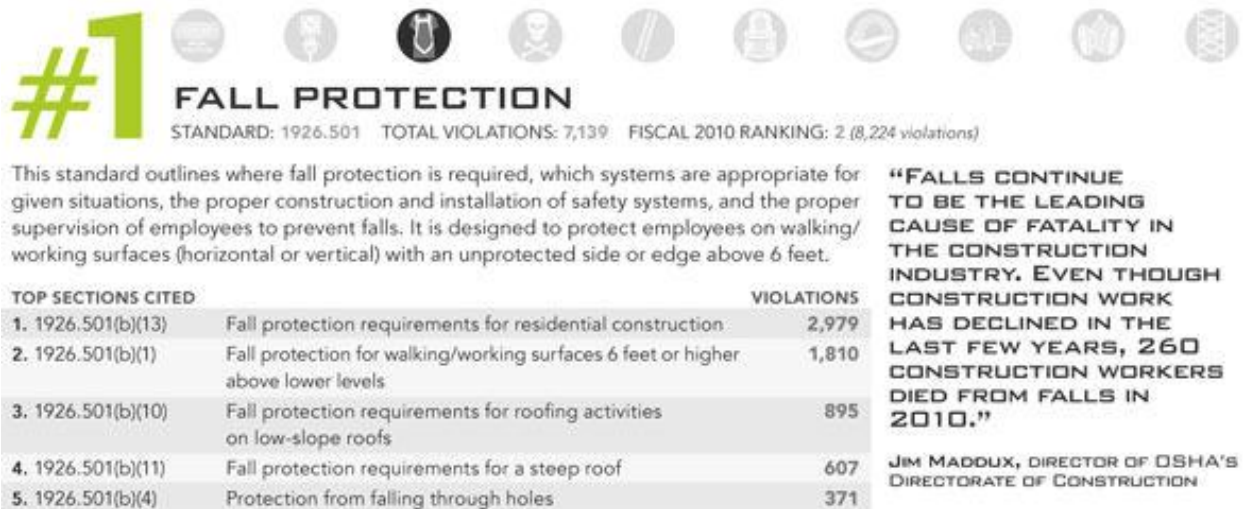 #1
FALL PROTECTION
STANDARD: 1926.501 TOTAL VIOLATIONS: 7,139 FISCAL 2010 RANKING: 2 (8,224 violations)
This standard outlines where fall protection is required, which systems are appropriate for
given situations, the proper construction and installation of safety systems, and the proper
supervision of employees to prevent falls. It is designed to protect employees on walking/
working surfaces (horizontal or vertical) with an unprotected side or edge above 6 feet.
TOP SECTIONS CITED VIOLATIONS
1. 1926.501(b)(13) Fall protection requirements for residential construction 2,979
2. 1926.501(b)(1) Fall protection for walking/working surfaces 6 feet or higher 1,810
above lower levels
3. 1926.501(b)(10) Fall protection requirements for roofing activities 895
on low-slope roofs
4. 1926.501(b)(11) Fall protection requirements for a steep roof 607
5. 1926.501(b)(4) Protection from falling through holes 371
“FALLS CONTINUE
TO BE THE LEADING
CAUSE OF FATALITY IN
THE CONSTRUCTION
INDUSTRY. EVEN THOUGH
CONSTRUCTION WORK
HAS DECLINED IN THE
LAST FEW YEARS, 260
CONSTRUCTION WORKERS
DIED FROM FALLS IN
2010.”
JIM MADDUX, DIRECTOR OF OSHA'S
DIRECTORATE OF CONSTRUCTION